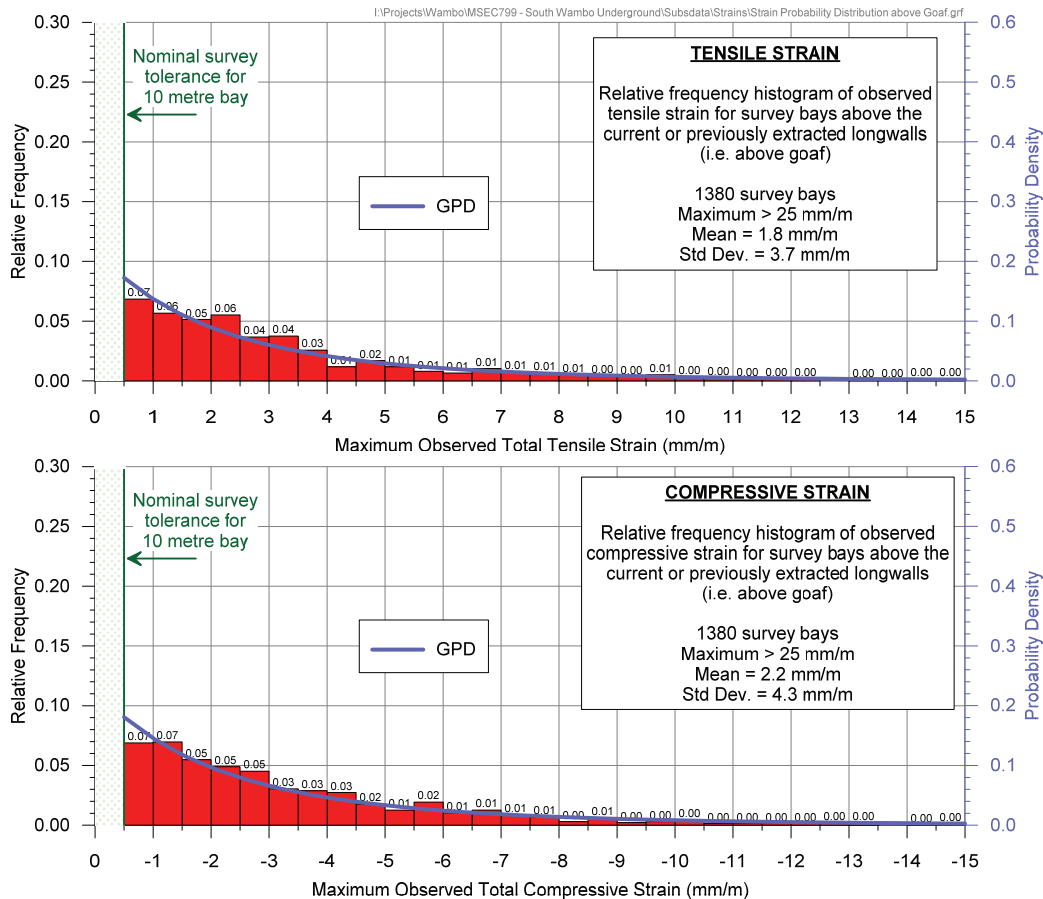 I:\Projects\Wambo\MSEC799 - South Wambo Underground\Subsdata\Strains\Strain Probability Distribution above Goaf.grf
Nominal survey
tolerance for
10 metre bay
TENSILE STRAIN
Relative frequency histogram of observed
tensile strain for survey bays above the
current or previously extracted longwalls
(i.e. above goaf)
1380 survey bays
Maximum > 25 mm/m
Mean = 1.8 mm/m
Std Dev. = 3.7 mm/m
GPD
Relative Frequency
0.30
0.25
0.20
0.15
0.10
0.05
0.00
Probability Density
0.6
0.5
0.4
0.3
0.2
0.1
0.0
0.07 0.06 0.05 0.06 0.04 0.04 0.03 0.01 0.02 0.01 0.01 0.01 0.01 0.01 0.01 0.01 0.00 0.00 0.01 0.00 0.00 0.00 0.00 0.00 0.00 0.00 0.00 0.00
0 1 2 3 4 5 6 7 8 9 10 11 12 13 14 15
Maximum Observed Total Tensile Strain (mm/m)
Nominal survey
tolerance for
10 metre bay
COMPRESSIVE STRAIN
Relative frequency histogram of observed
compressive strain for survey bays above the
current or previously extracted longwalls
(i.e. above goaf)
1380 survey bays
Maximum > 25 mm/m
Mean = 2.2 mm/m
Std Dev. = 4.3 mm/m
GPD
Relative Frequency
0.30
0.25
0.20
0.15
0.10
0.05
0.00
Probability Density
0.6
0.5
0.4
0.3
0.2
0.1
0.0
0.07 0.07 0.05 0.05 0.05 0.03 0.03 0.03 0.02 0.01 0.02 0.01 0.01 0.01 0.01 0.00 0.01 0.00 0.00 0.00 0.00 0.00 0.00 0.00 0.00 0.00 0.00 0.00
0 -1 -2 -3 -4 -5 -6 -7 -8 -9 -10 -11 -12 -13 -14 -15
Maximum Observed Total Compressive Strain (mm/m)